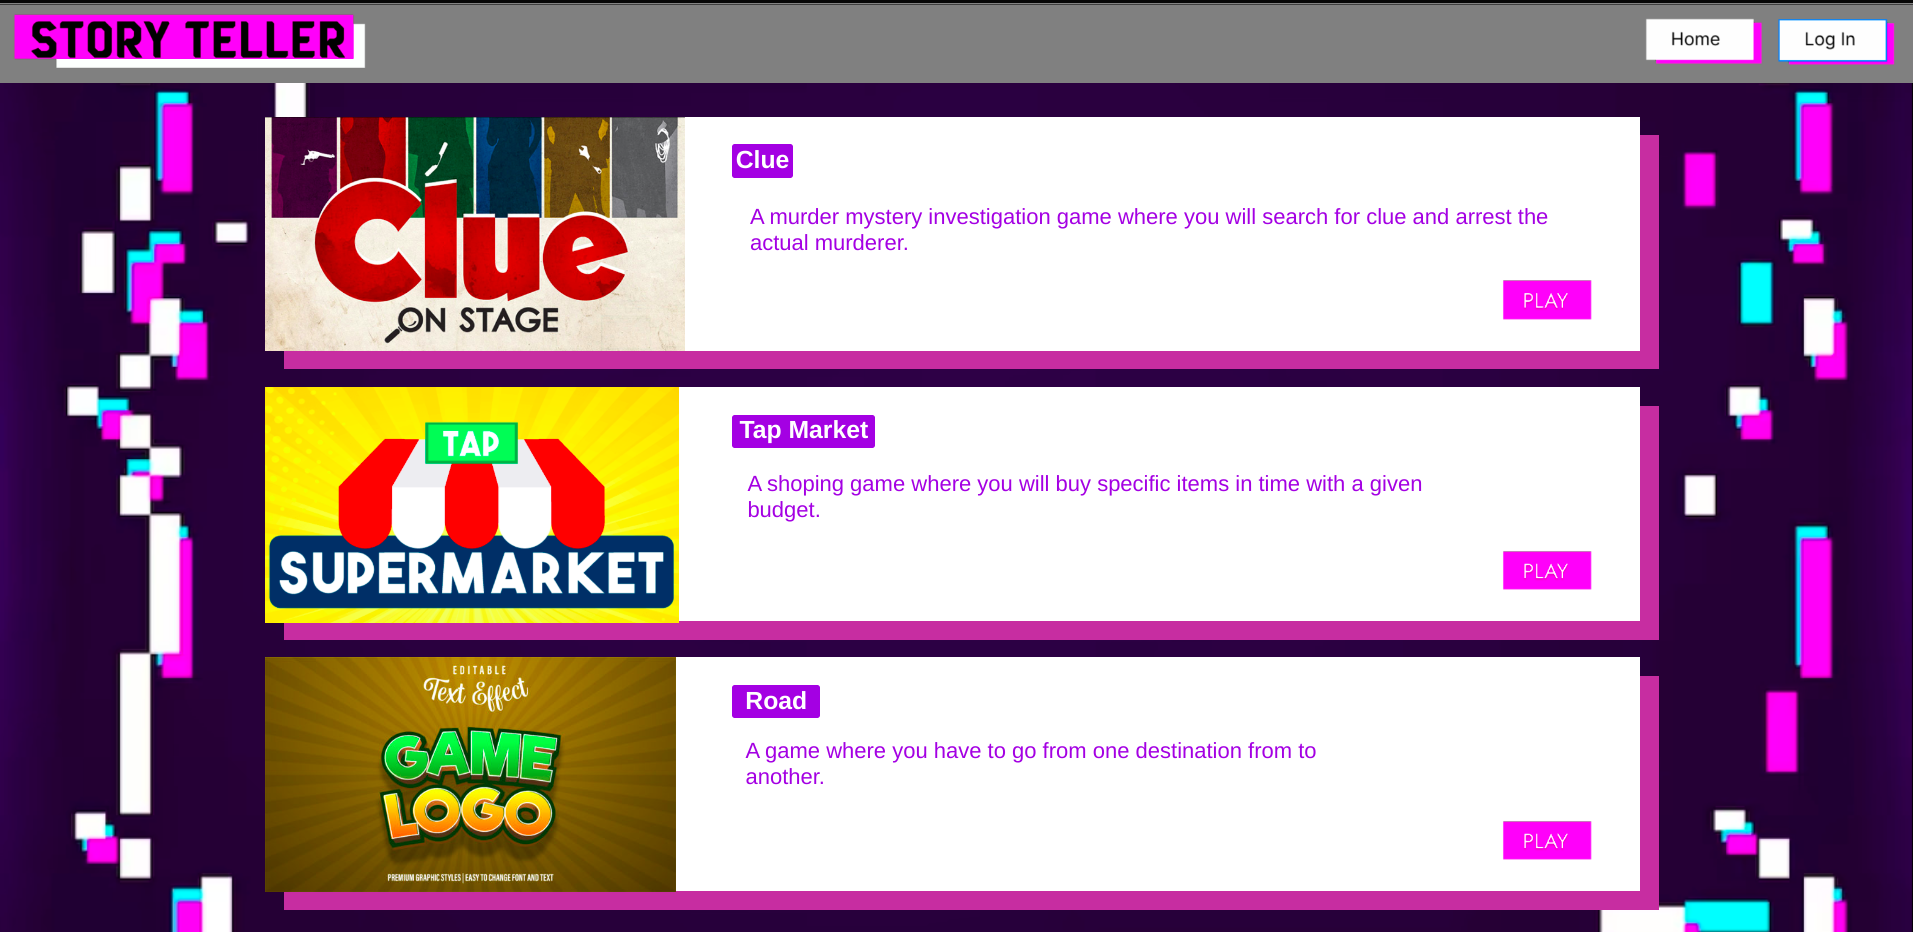 STORY TELLER
Home
Log In
Clue
ON STAGE
Clue
A murder mystery investigation game where you will search for clue and arrest the
actual murderer.
PLAY
TAP
SUPERMARKET
Tap Market
A shoping game where you will buy specific items in time with a given
budget.
PLAY
EDITABLE
Text Effect
GAME
LOGO
PREMIUM GRAPHIC STYLES | EASY TO CHANGE FONT AND TEXT
Road
A game where you have to go from one destination from to
another.
PLAY